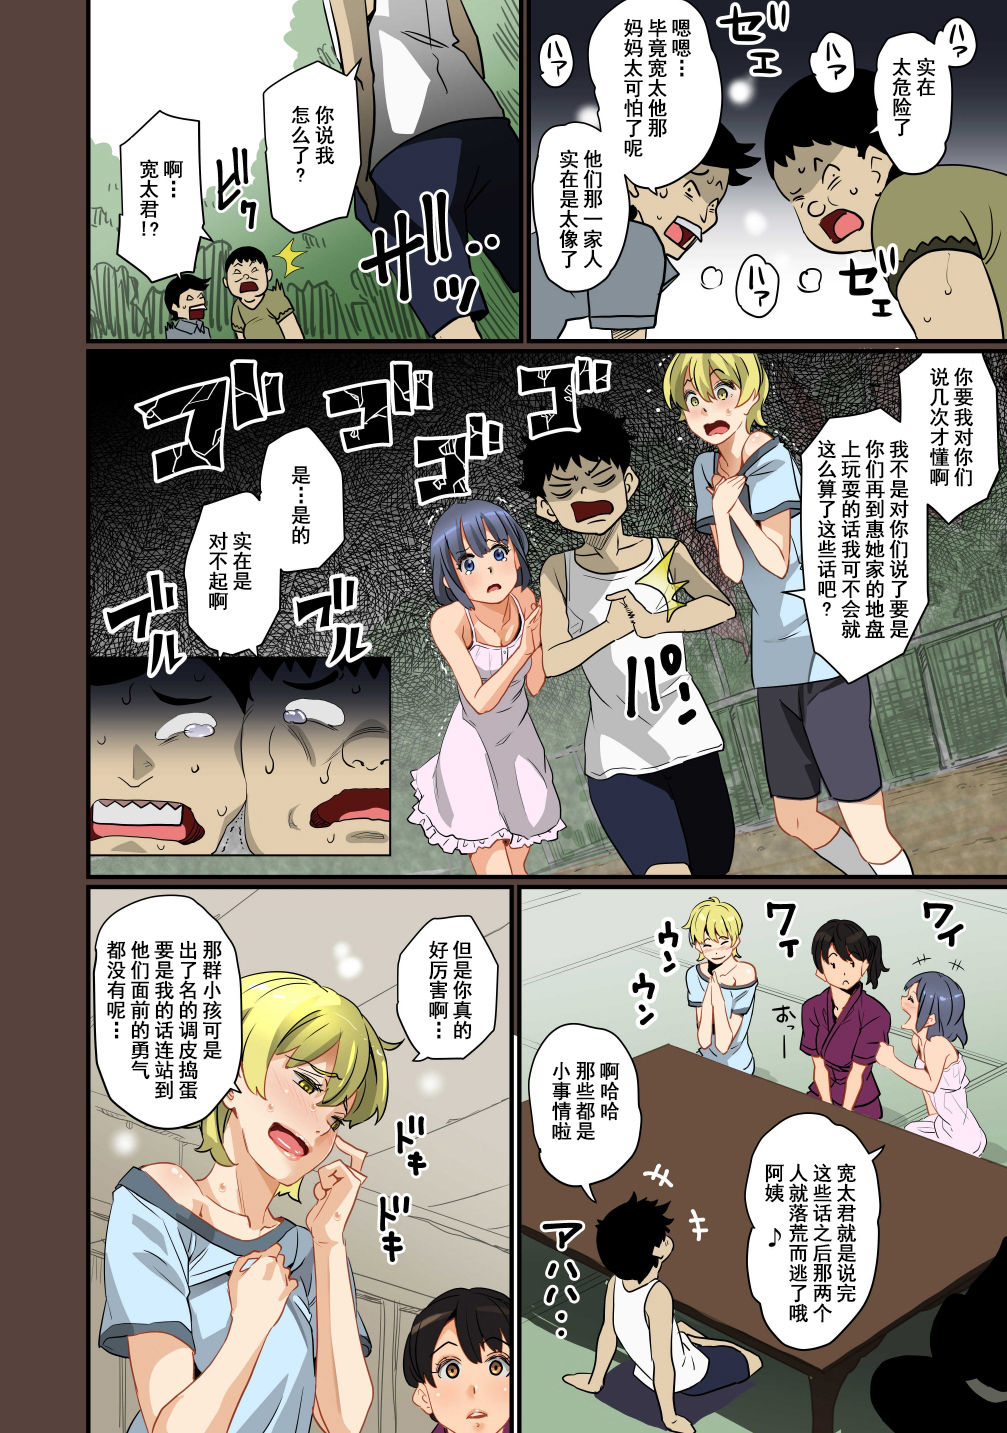 实在
太危险
了
嗯嗯…
毕竟宽太他那
妈妈太可怕了呢
他们那一家人
实在是太像了
ゼェ
ハァ
ハァ
ハァ
ハァ
ゼェ
你说我
怎么了?
啊…
宽太君!?
ビクッ
ザッ…
你要我对你们
说几次才懂啊
我不是对你们说了要是
你们再到惠她家的地盘
上玩耍的话我可不会就
这么算了这些话吧?
ゴゴゴゴ
パン!
是…是的
实在是
对不起啊
ブルブル
ブルブル
ワイ
ワイ
ウンウン
おっー
宽太君就是说完
这些话之后那两个
人就落荒而逃了哦
阿姨♪
啊哈哈
那些都是
小事情啦
アハハ…
但是你真的
好厉害啊…
那群小孩可是
出了名的调皮捣蛋
要是我的话连站到
他们面前的勇气
都没有呢…
ドキ
ドキ